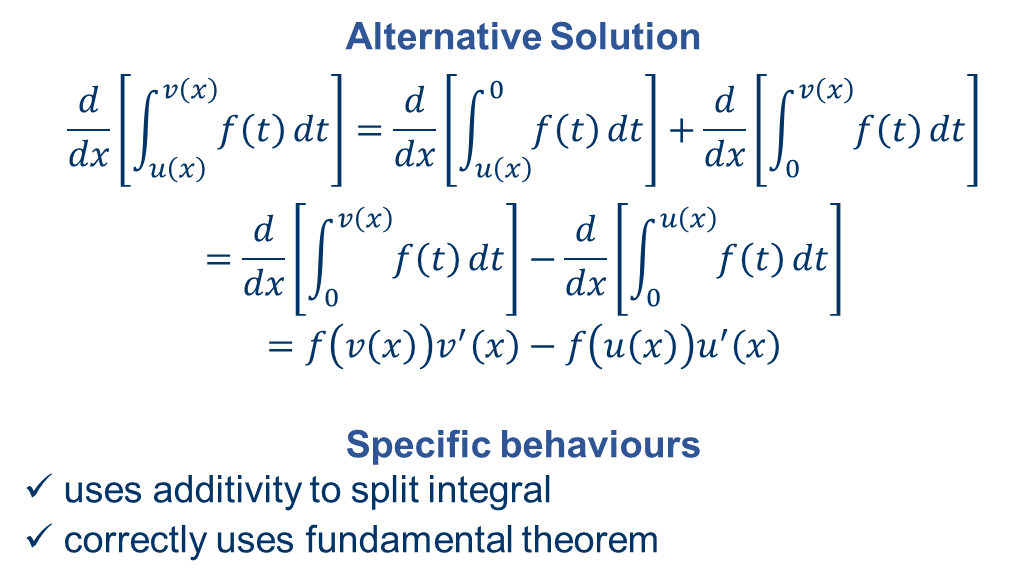 Alternative Solution
d/dx [∫_{u(x)}^{v(x)} f(t) dt] = d/dx [∫_{u(x)}^{0} f(t) dt] + d/dx [∫_{0}^{v(x)} f(t) dt]
= d/dx [∫_{0}^{v(x)} f(t) dt] − d/dx [∫_{0}^{u(x)} f(t) dt]
= f(v(x))v′(x) − f(u(x))u′(x)
Specific behaviours
✓ uses additivity to split integral
✓ correctly uses fundamental theorem